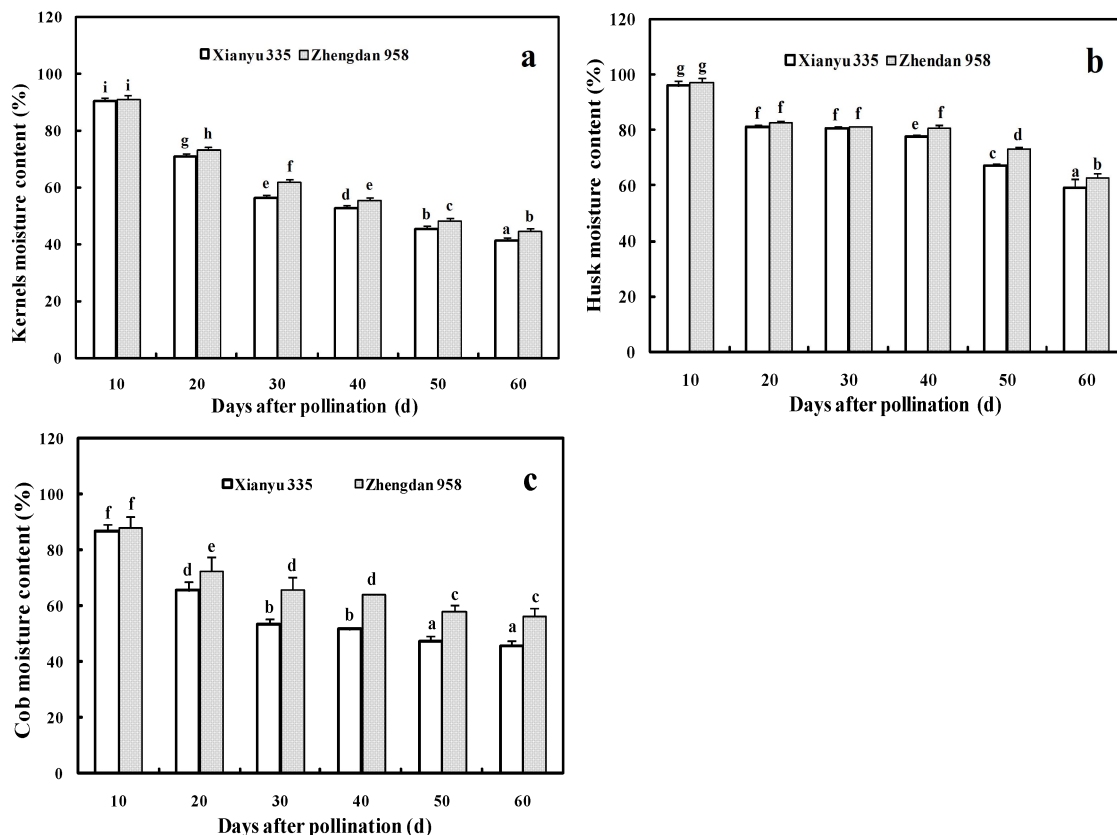 a
Xianyu 335 Zhengdan 958
Kernels moisture content (%)
120
100
80
60
40
20
0
i i
g h
e f
d e
b c
a b
10 20 30 40 50 60
Days after pollination (d)
b
Xianyu 335 Zhendan 958
Husk moisture content (%)
120
100
80
60
40
20
0
g g
f f
f f
e f
c d
a b
10 20 30 40 50 60
Days after pollination (d)
c
Xianyu 335 Zhengdan 958
Cob moisture content (%)
120
100
80
60
40
20
0
f f
d e
b d
b d
a c
a c
10 20 30 40 50 60
Days after pollination (d)